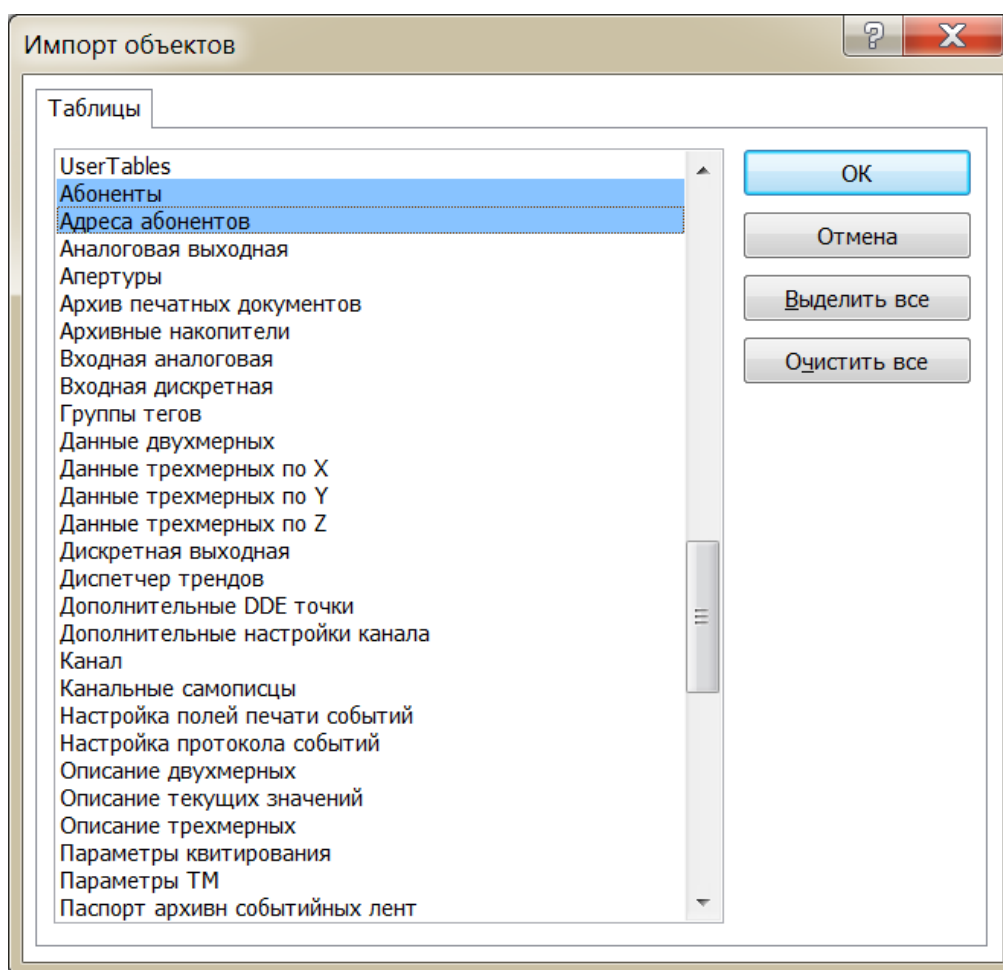 Импорт объектов
Таблицы
UserTables
Абоненты
Адреса абонентов
Аналоговая выходная
Апертуры
Архив печатных документов
Архивные накопители
Входная аналоговая
Входная дискретная
Группы тегов
Данные двухмерных
Данные трехмерных по X
Данные трехмерных по Y
Данные трехмерных по Z
Дискретная выходная
Диспетчер трендов
Дополнительные DDE точки
Дополнительные настройки канала
Канал
Канальные самописцы
Настройка полей печати событий
Настройка протокола событий
Описание двухмерных
Описание текущих значений
Описание трехмерных
Параметры квитирования
Параметры ТМ
Паспорт архивн событийных лент
ОК
Отмена
Выделить все
Очистить все